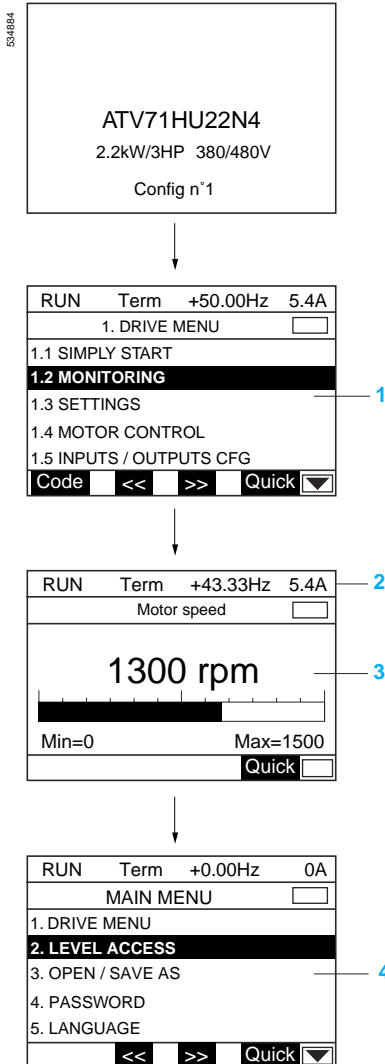 534884
ATV71HU22N4
2.2kW/3HP 380/480V
Config n°1
RUN Term +50.00Hz 5.4A
1. DRIVE MENU
1.1 SIMPLY START
1.2 MONITORING
1.3 SETTINGS
1.4 MOTOR CONTROL
1.5 INPUTS / OUTPUTS CFG
Code << >> Quick
1
RUN Term +43.33Hz 5.4A
2
Motor speed
1300 rpm
3
Min=0 Max=1500
Quick
RUN Term +0.00Hz 0A
MAIN MENU
1. DRIVE MENU
2. LEVEL ACCESS
3. OPEN / SAVE AS
4
4. PASSWORD
5. LANGUAGE
<< >> Quick